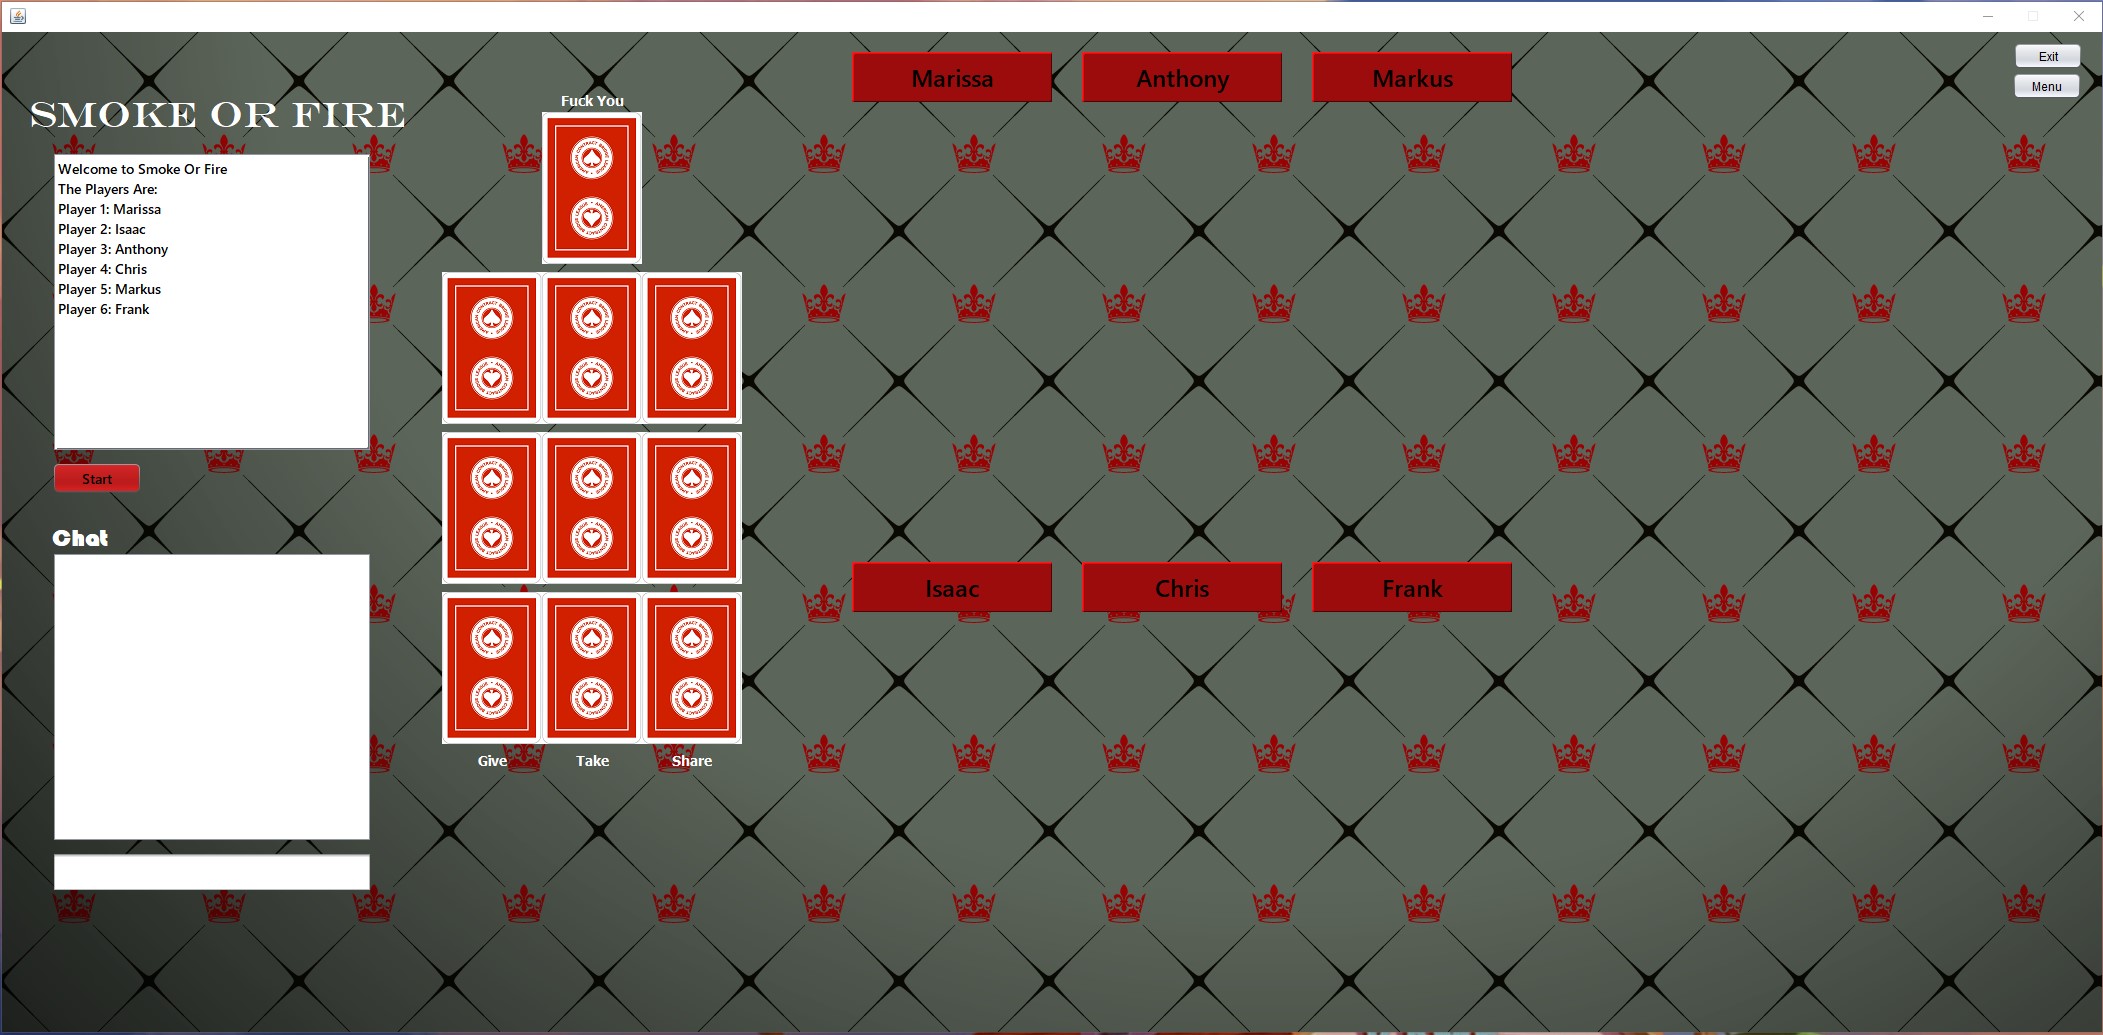 Exit
Menu
SMOKE OR FIRE
Welcome to Smoke Or Fire
The Players Are:
Player 1: Marissa
Player 2: Isaac
Player 3: Anthony
Player 4: Chris
Player 5: Markus
Player 6: Frank
Start
Chat
Fuck You
Give Take Share
Marissa Anthony Markus
Isaac Chris Frank